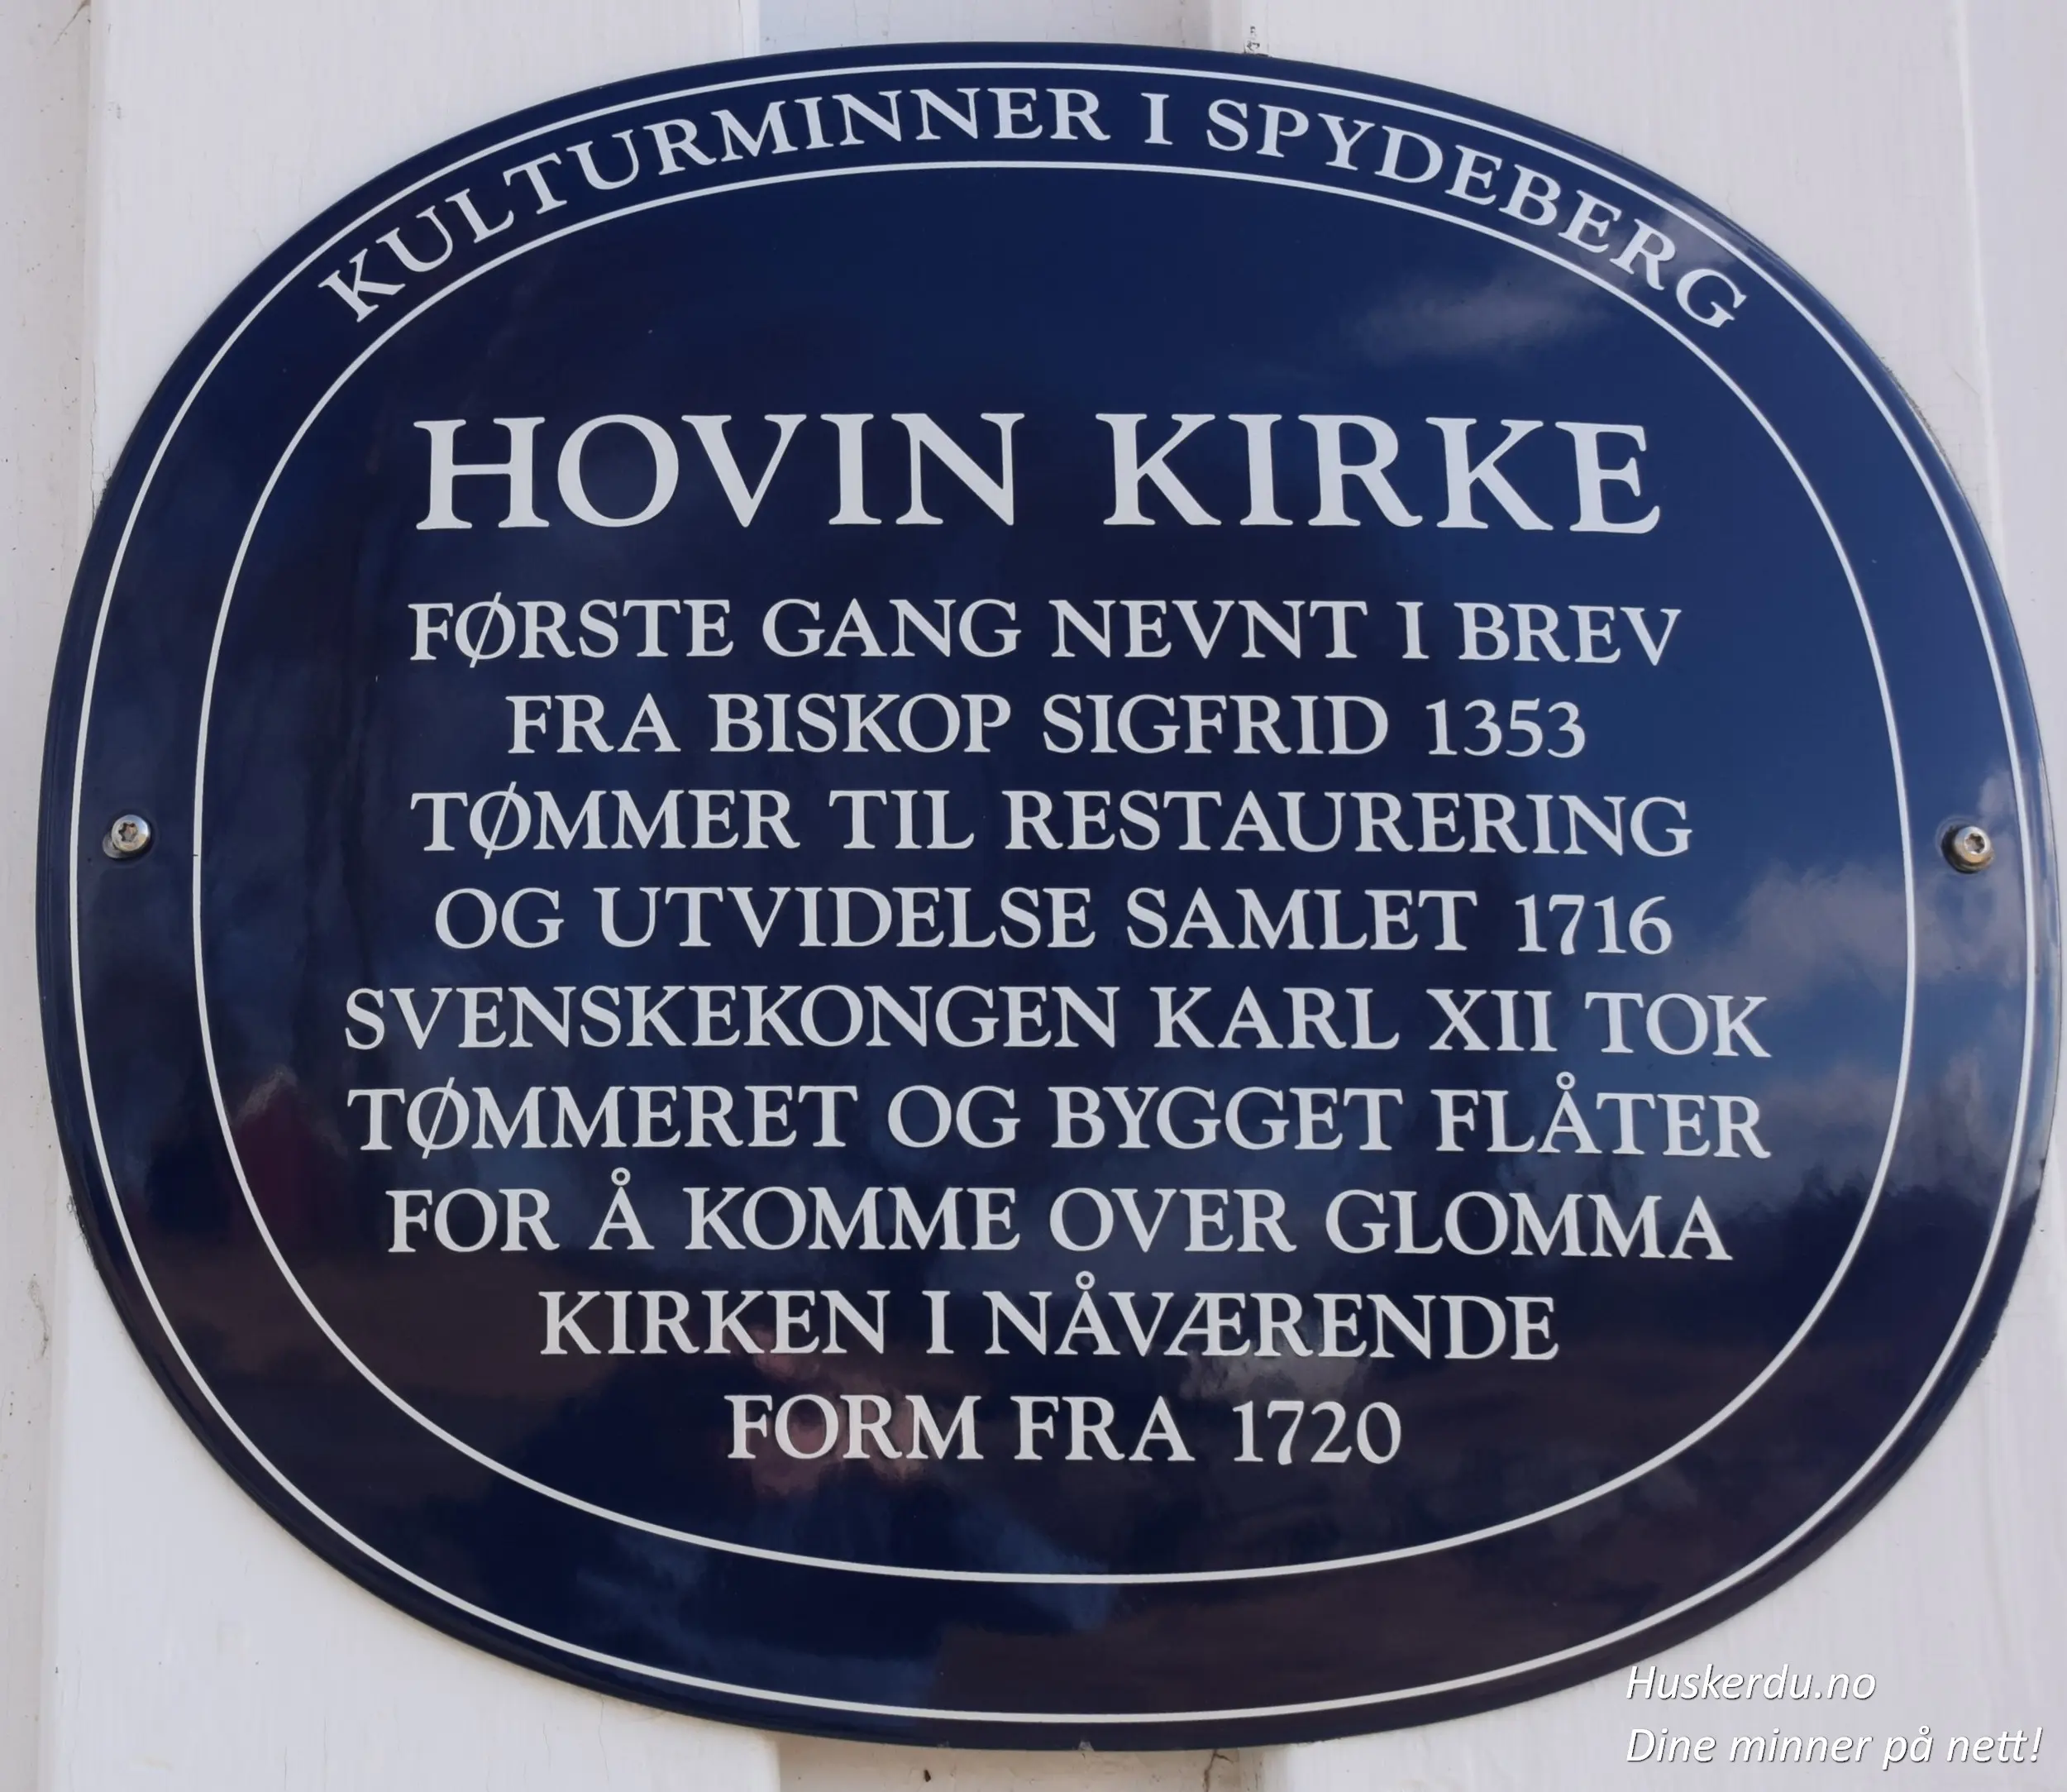 KULTURMINNER I SPYDEBERG
HOVIN KIRKE
FØRSTE GANG NEVNT I BREV
FRA BISKOP SIGFRID 1353
TØMMER TIL RESTAURERING
OG UTVIDELSE SAMLET 1716
SVENSKEKONGEN KARL XII TOK
TØMMERET OG BYGGET FLÅTER
FOR Å KOMME OVER GLOMMA
KIRKEN I NÅVÆRENDE
FORM FRA 1720
Huskerdu.no
Dine minner på nett!